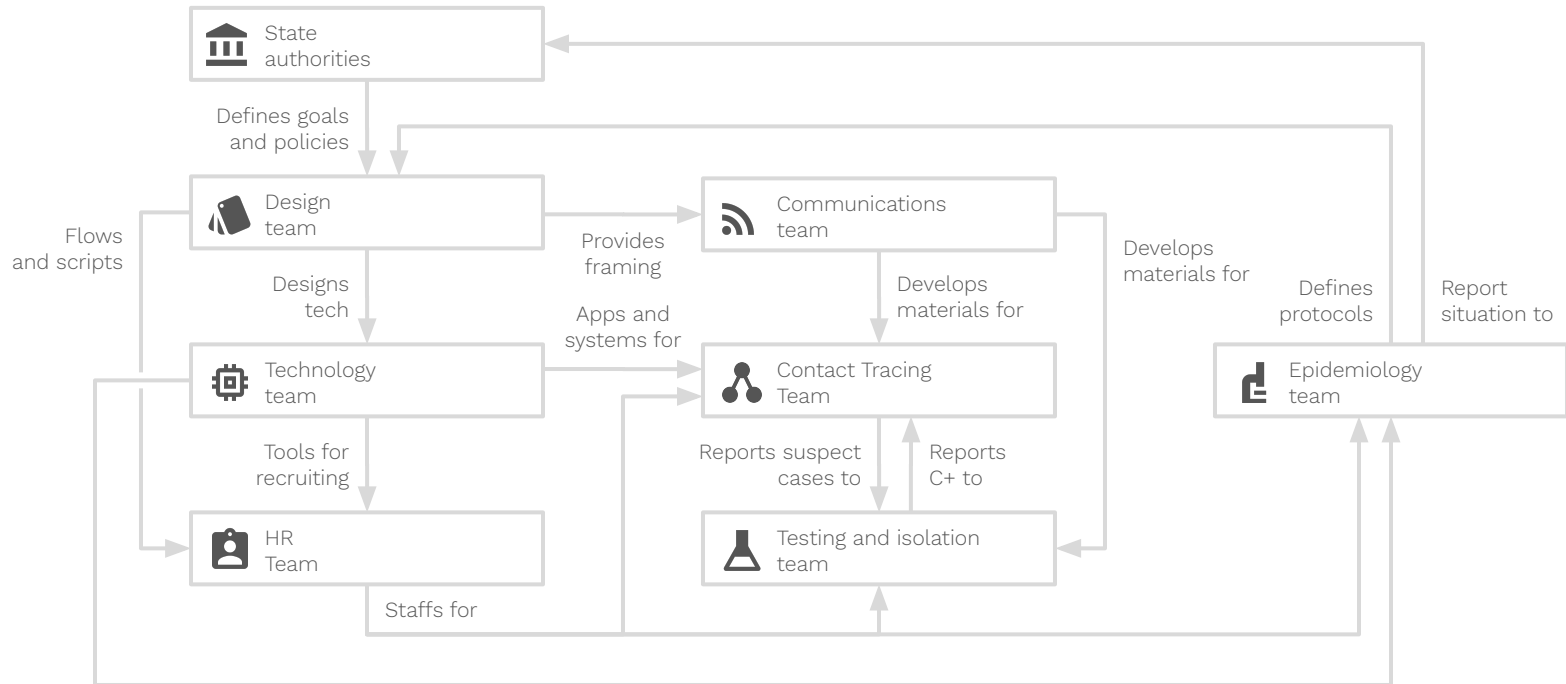 State
authorities
Defines goals
and policies
Design
team
Communications
team
Flows
and scripts
Provides
framing
Develops
materials for
Designs
tech
Develops
materials for
Defines
protocols
Report
situation to
Apps and
systems for
Technology
team
Contact Tracing
Team
Epidemiology
team
Tools for
recruiting
Reports suspect
cases to
Reports
C+ to
HR
Team
Testing and isolation
team
Staffs for